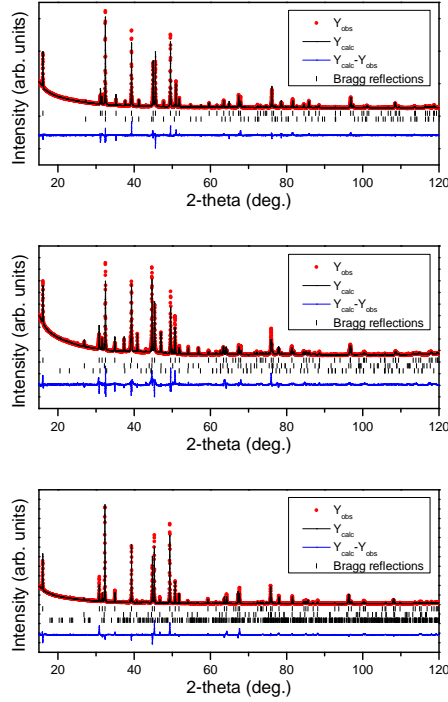 Intensity (arb. units)
Y_obs
Y_calc
Y_calc-Y_obs
Bragg reflections
20 40 60 80 100 120
2-theta (deg.)
Intensity (arb. units)
Y_obs
Y_calc
Y_calc-Y_obs
Bragg reflections
20 40 60 80 100 120
2-theta (deg.)
Intensity (arb. units)
Y_obs
Y_calc
Y_calc-Y_obs
Bragg reflections
20 40 60 80 100 120
2-theta (deg.)